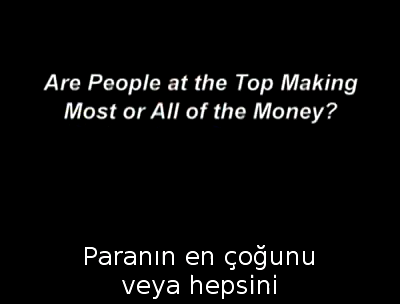 Are People at the Top Making
Most or All of the Money?
Paranın en çoğunu
veya hepsini